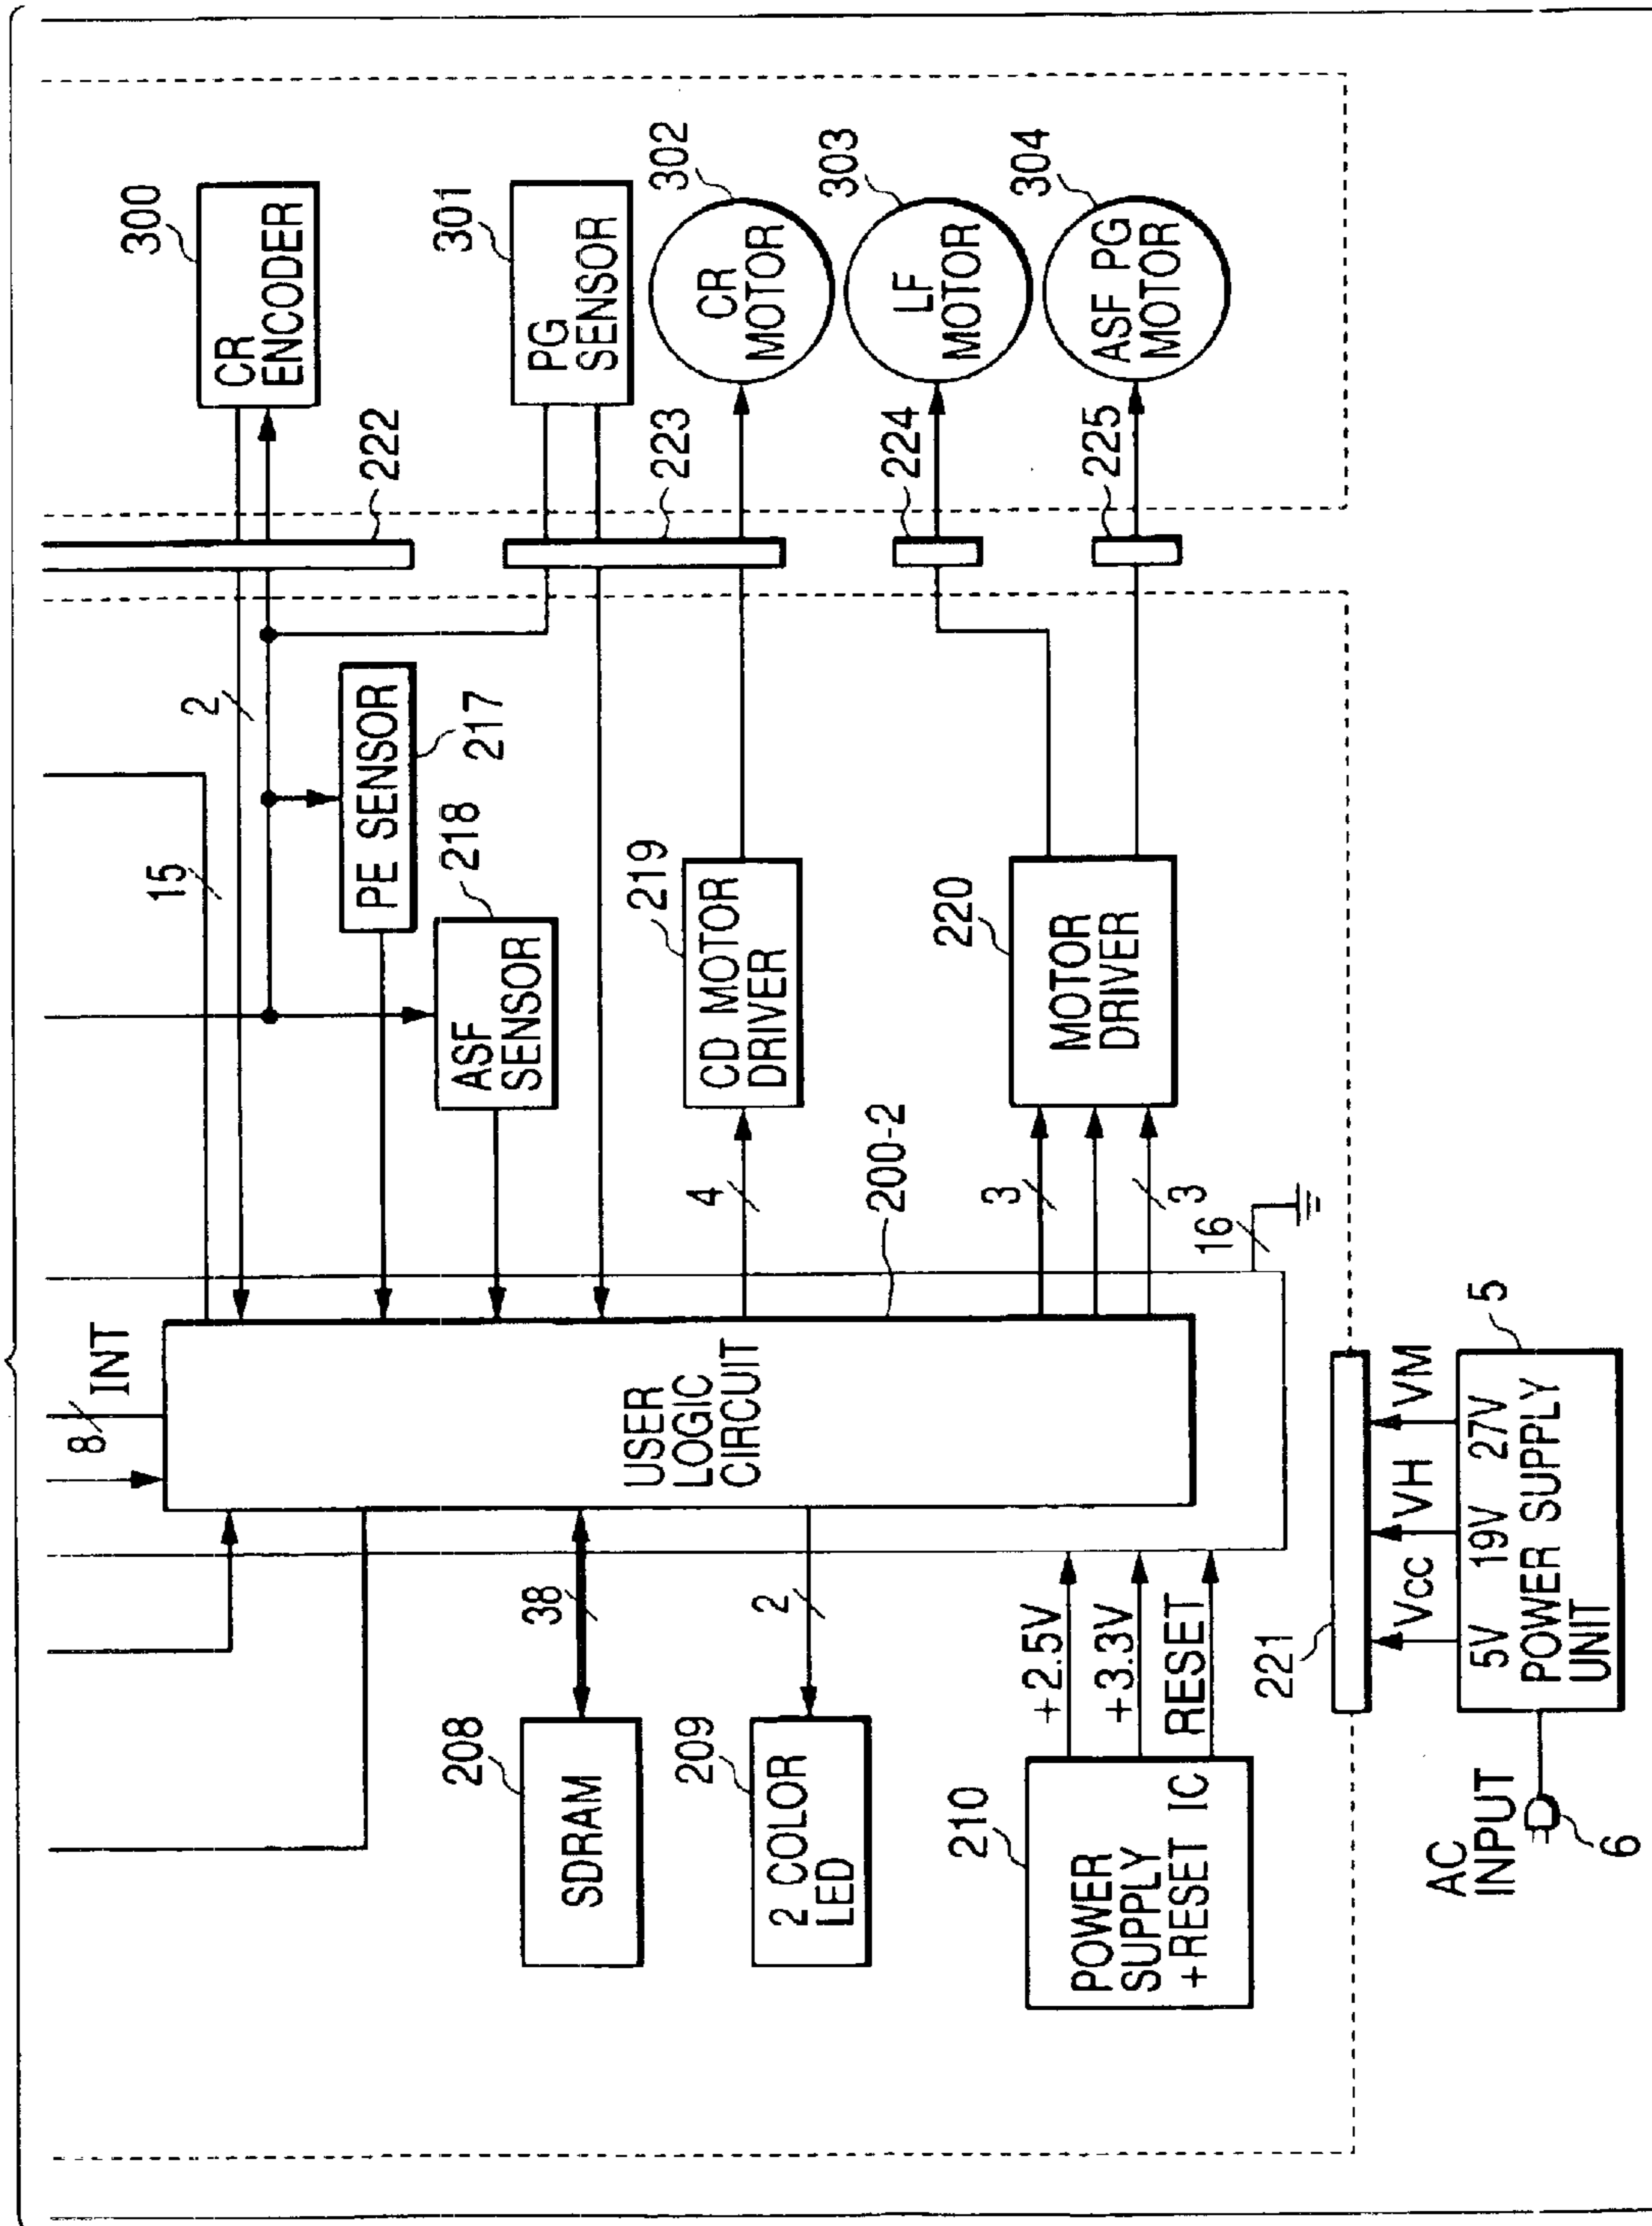 8
INT
15
2
300
CR
ENCODER
222
PE SENSOR
217
218
ASF
SENSOR
301
PG
SENSOR
223
38
208
SDRAM
USER
LOGIC
CIRCUIT
4
219
CD MOTOR
DRIVER
302
CR
MOTOR
2
209
2 COLOR
LED
200-2
303
LF
MOTOR
224
3
3
220
MOTOR
DRIVER
304
ASF PG
MOTOR
225
210
POWER
SUPPLY
+RESET IC
+2.5V
+3.3V
RESET
16
221
Vcc
VH
VM
5
5V 19V 27V
POWER SUPPLY
UNIT
AC
INPUT
6